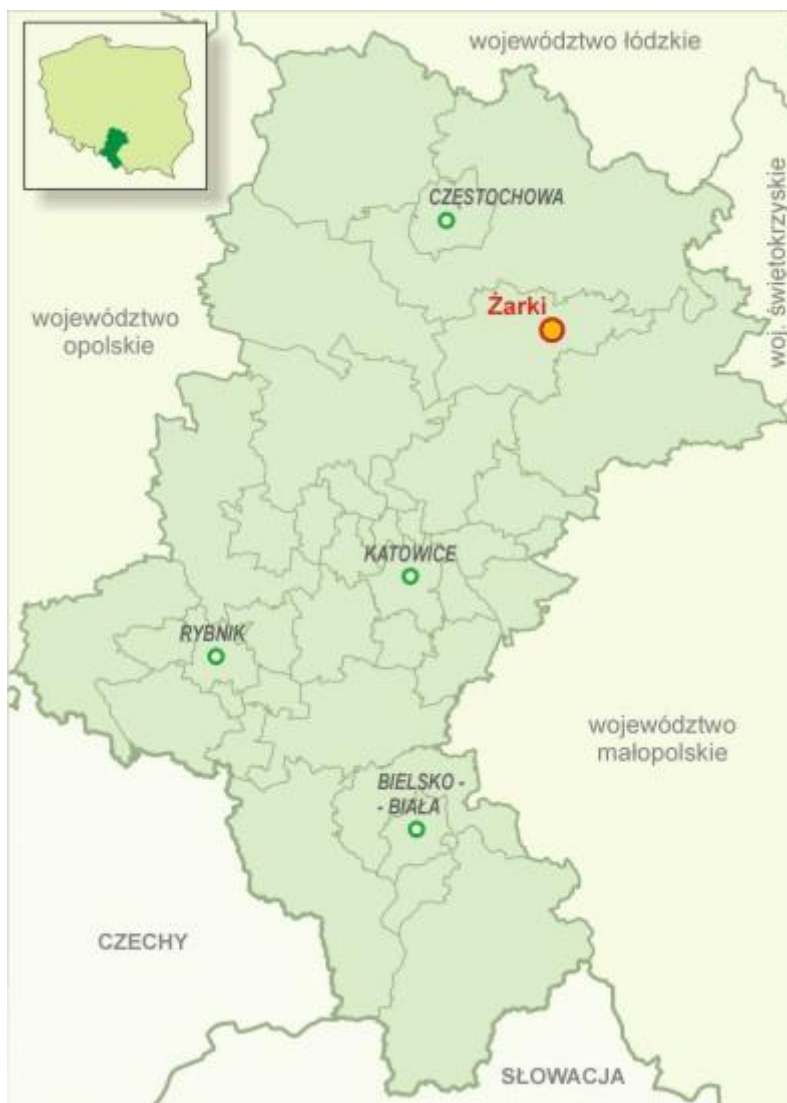 województwo łódzkie
CZĘSTOCHOWA
woj. świętokrzyskie
Żarki
województwo
opolskie
KATOWICE
RYBNIK
województwo
małopolskie
BIELSKO -
- BIAŁA
CZECHY
SŁOWACJA